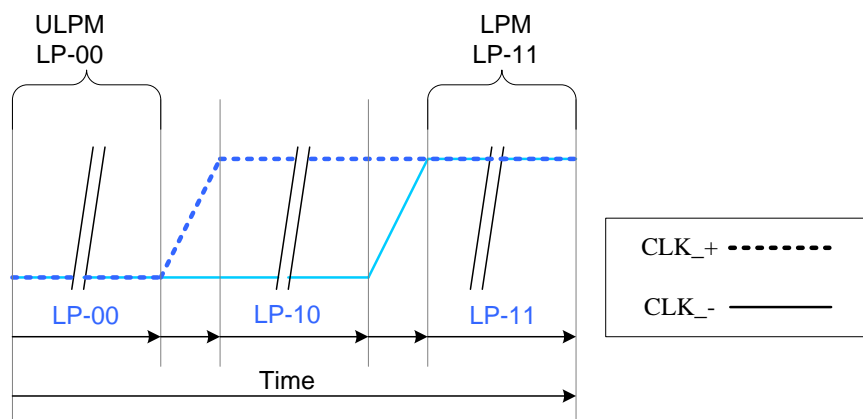 ULPM
LP-00
LPM
LP-11
CLK_+
CLK_-
LP-00
LP-10
LP-11
Time